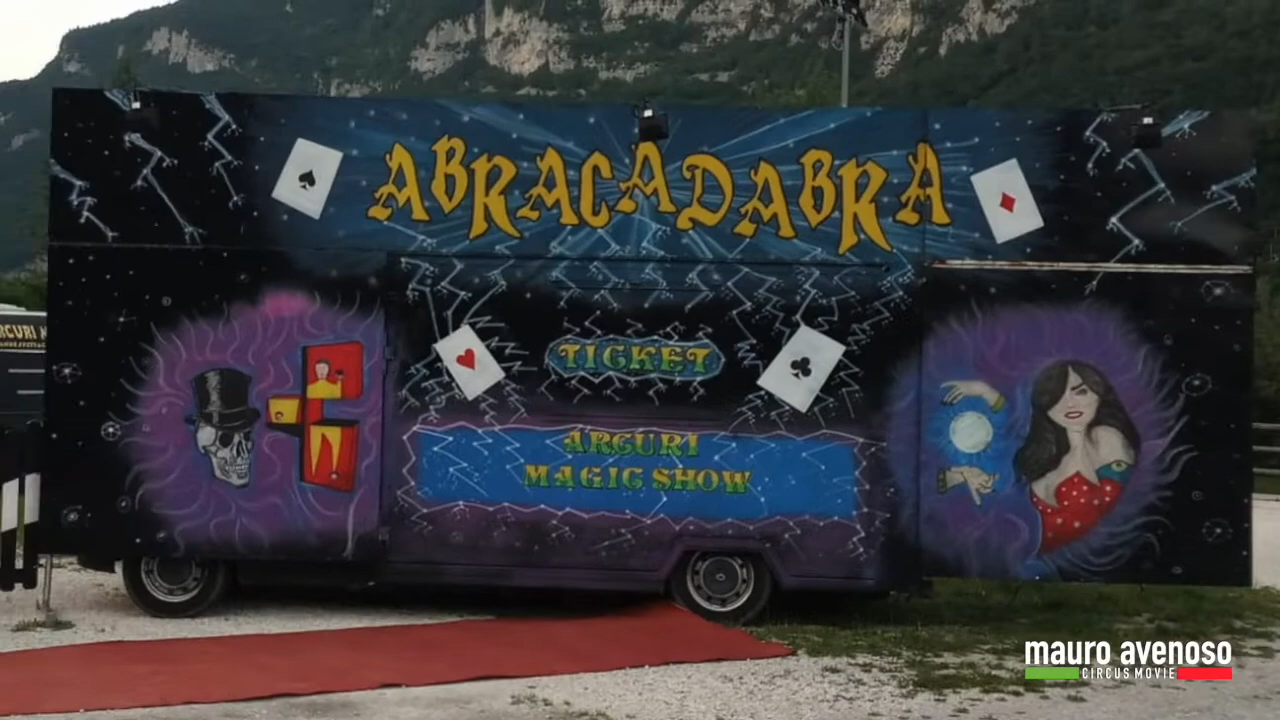 ABRACADABRA
TICKET
ARCURI
MAGIC SHOW
mauro avenoso
CIRCUS MOVIE